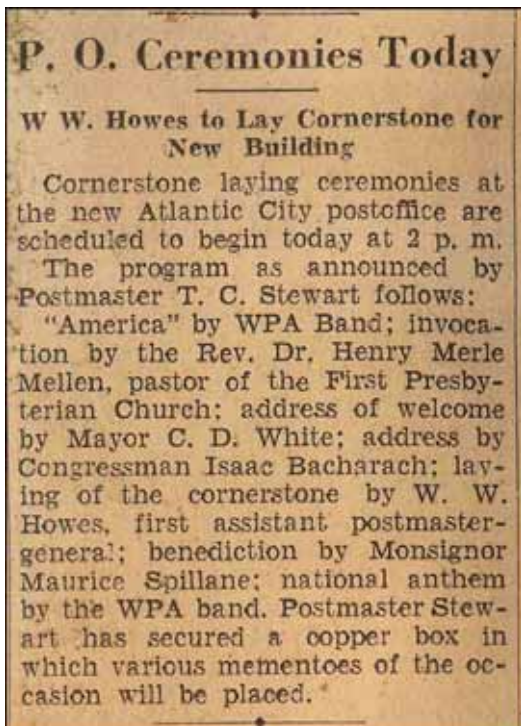 P. O. Ceremonies Today
W W. Howes to Lay Cornerstone for
New Building
Cornerstone laying ceremonies at
the new Atlantic City postoffice are
scheduled to begin today at 2 p. m.
The program as announced by
Postmaster T. C. Stewart follows:
"America" by WPA Band; invoca-
tion by the Rev. Dr. Henry Merle
Mellen, pastor of the First Presby-
terian Church; address of welcome
by Mayor C. D. White; address by
Congressman Isaac Bacharach; lay-
ing of the cornerstone by W. W.
Howes, first assistant postmaster-
general; benediction by Monsignor
Maurice Spillane; national anthem
by the WPA band. Postmaster Stew-
art has secured a copper box in
which various mementoes of the oc-
casion will be placed.